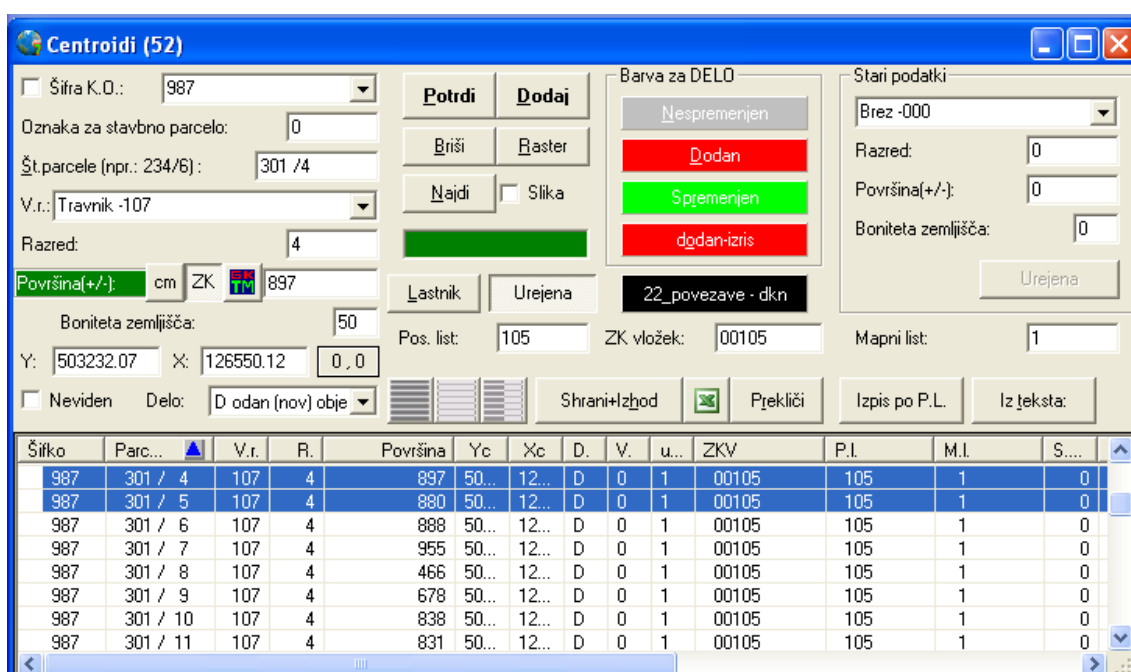 Centroidi (52)
Šifra K.O.: 987
Oznaka za stavbno parcelo: 0
Št.parcele (npr.: 234/6) : 301 /4
V.r.: Travnik -107
Razred: 4
Površina(+/-): cm ZK GK TM 897
Boniteta zemljišča: 50
Y: 503232.07 X: 126550.12 0 , 0
Neviden Delo: D odan (nov) obje
Potrdi Dodaj
Briši Raster
Najdi Slika
Lastnik Urejena
Pos. list: 105 ZK vložek: 00105
Shrani+Izhod Prekliči
Barva za DELO
Nespremenjen
Dodan
Spremenjen
dodan-izris
22_povezave - dkn
Stari podatki
Brez -000
Razred: 0
Površina(+/-): 0
Boniteta zemljišča: 0
Urejena
Mapni list: 1
Izpis po P.L. Iz teksta:
Šifko Parc... V.r. R. Površina Yc Xc D. V. u... ZKV P.l. M.l. S....
987 301 / 4 107 4 897 50... 12... D 0 1 00105 105 1 0
987 301 / 5 107 4 880 50... 12... D 0 1 00105 105 1 0
987 301 / 6 107 4 888 50... 12... D 0 1 00105 105 1 0
987 301 / 7 107 4 955 50... 12... D 0 1 00105 105 1 0
987 301 / 8 107 4 466 50... 12... D 0 1 00105 105 1 0
987 301 / 9 107 4 678 50... 12... D 0 1 00105 105 1 0
987 301 / 10 107 4 838 50... 12... D 0 1 00105 105 1 0
987 301 / 11 107 4 831 50... 12... D 0 1 00105 105 1 0